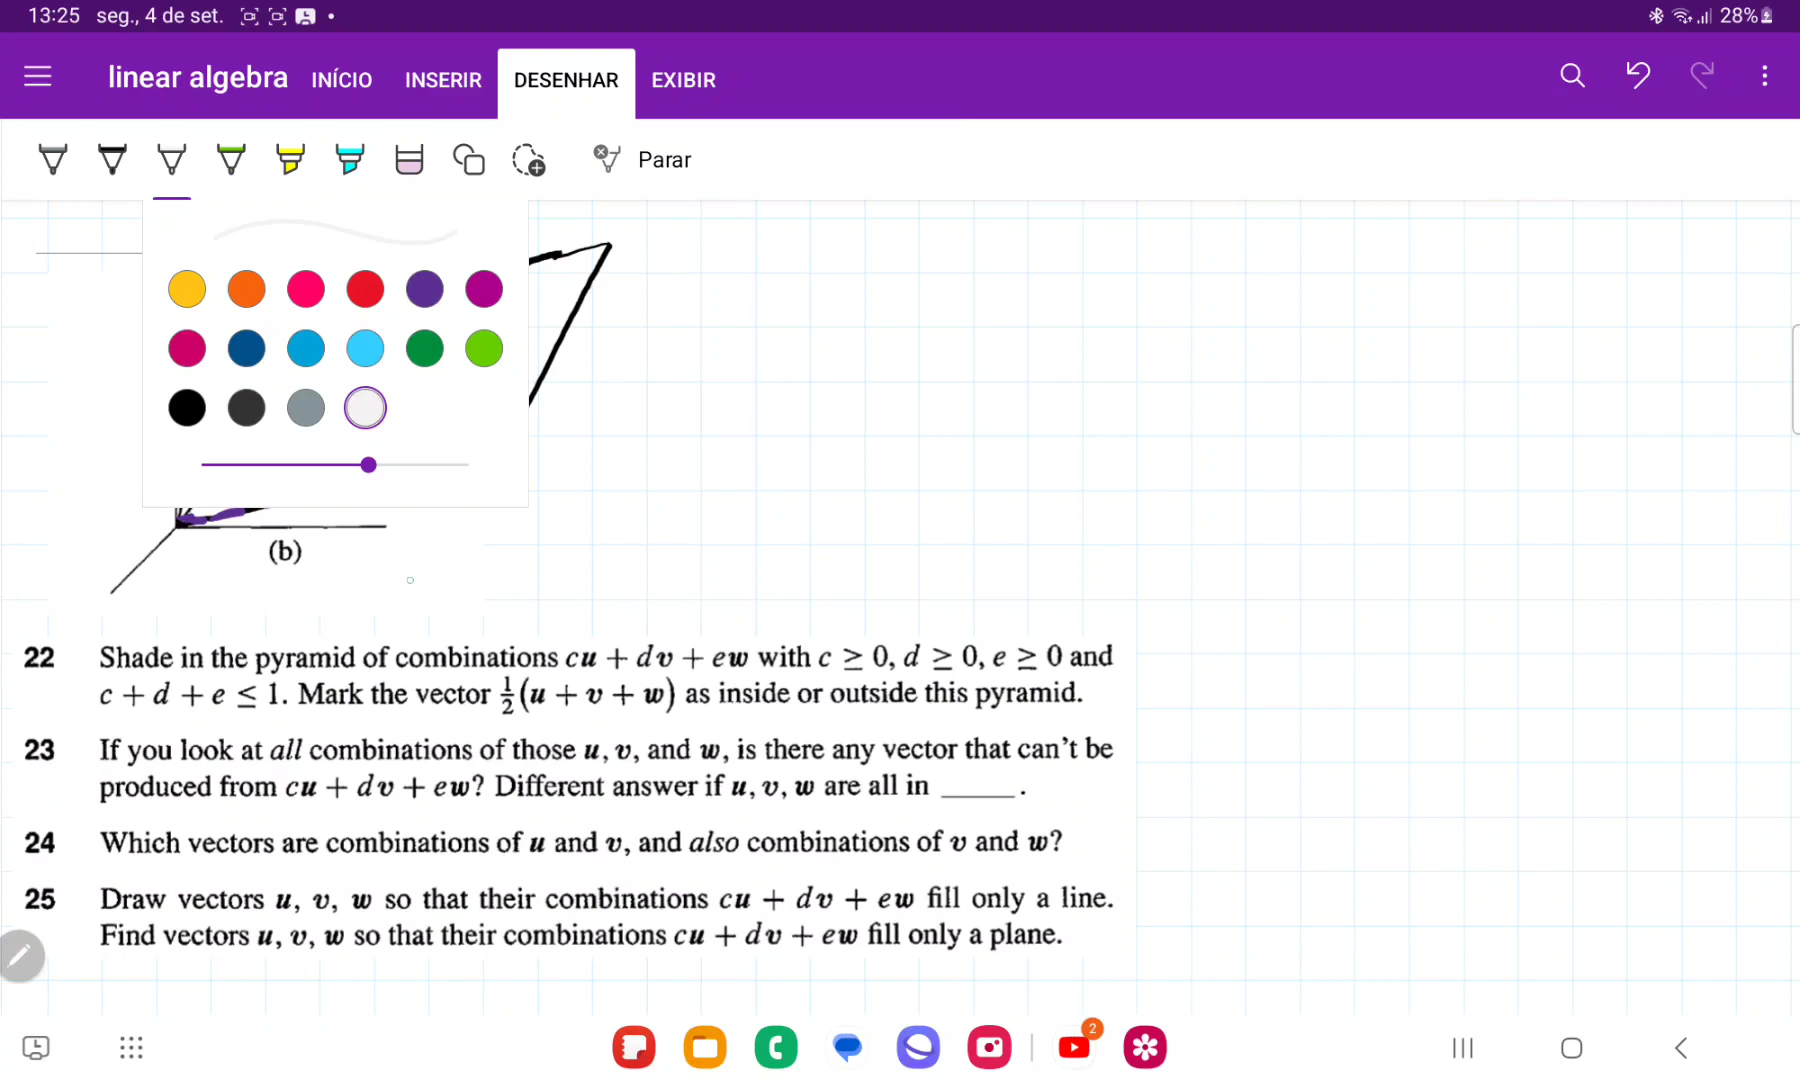 13:25 seg., 4 de set. 28%
linear algebra INÍCIO INSERIR DESENHAR EXIBIR
Parar
(b)
22 Shade in the pyramid of combinations cu + dv + ew with c ≥ 0, d ≥ 0, e ≥ 0 and
c + d + e ≤ 1. Mark the vector ½(u + v + w) as inside or outside this pyramid.
23 If you look at all combinations of those u, v, and w, is there any vector that can't be
produced from cu + dv + ew? Different answer if u, v, w are all in _____.
24 Which vectors are combinations of u and v, and also combinations of v and w?
25 Draw vectors u, v, w so that their combinations cu + dv + ew fill only a line.
Find vectors u, v, w so that their combinations cu + dv + ew fill only a plane.
2